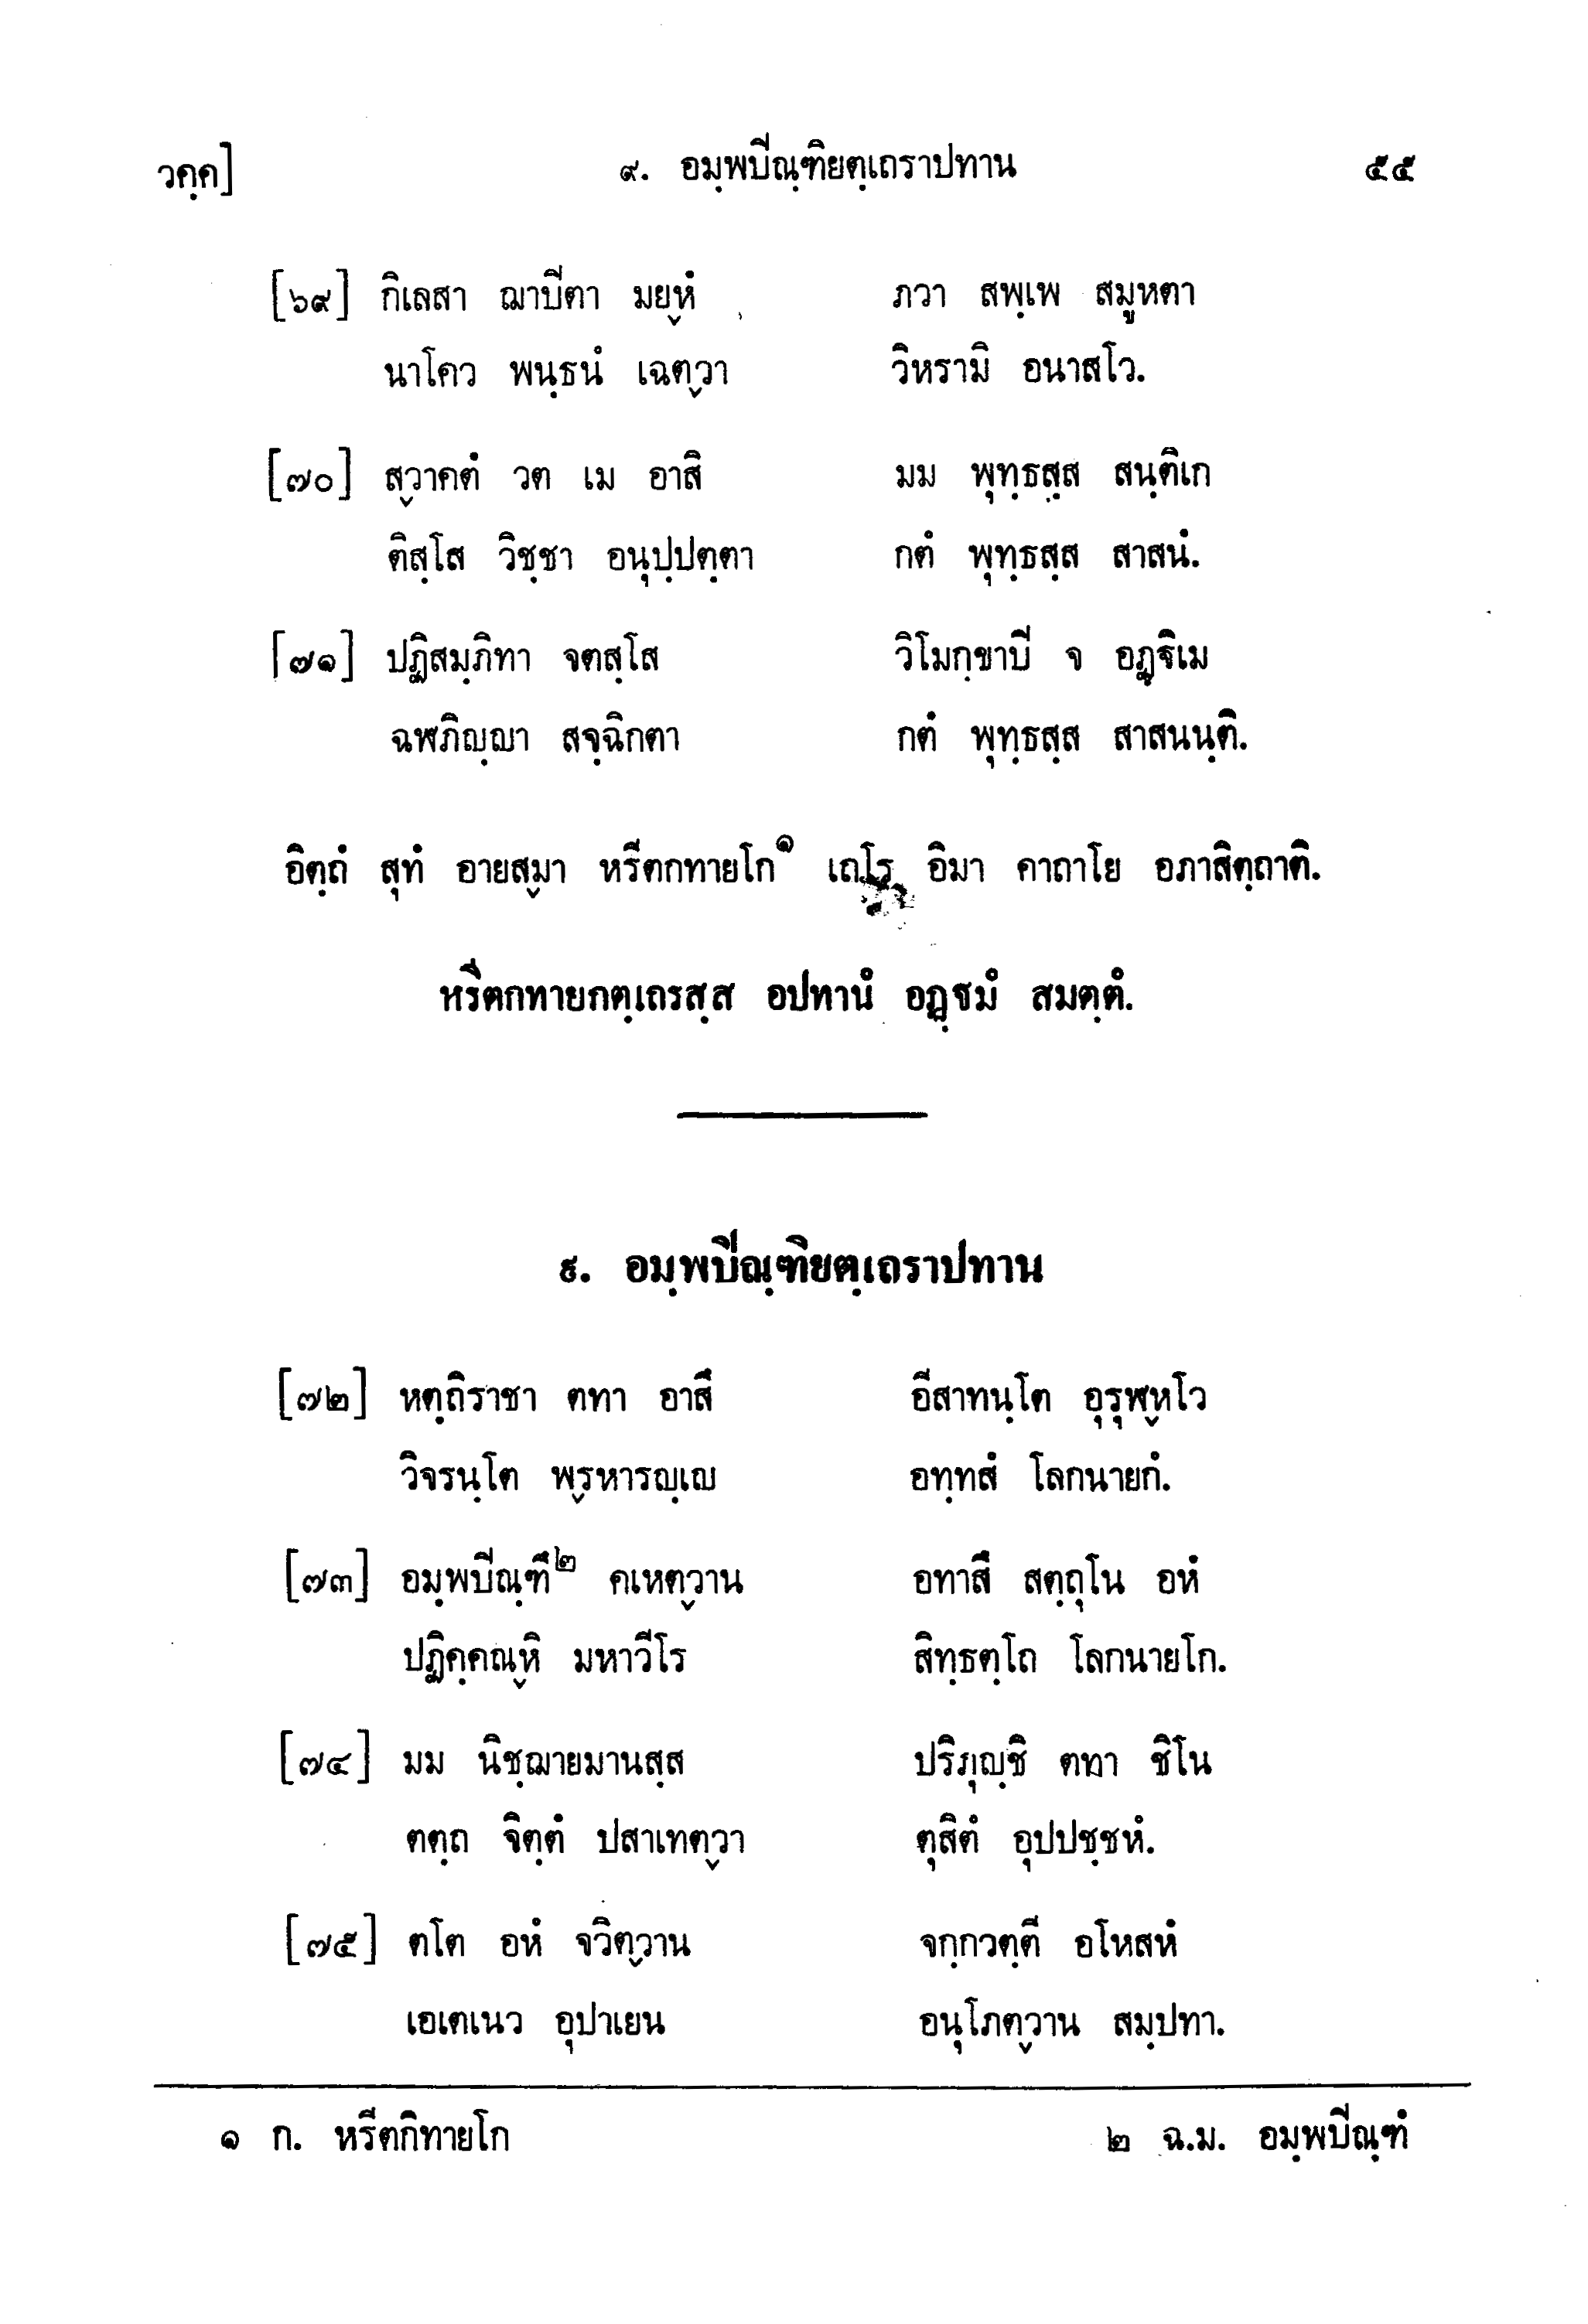 วคฺค]
๙. อมฺพปิณฺฑิยตฺเถราปทาน
๕๕
[๖๙] กิเลสา ฌาปิตา มย๎หํ ภวา สพฺเพ สมูหตา
นาโคว พนฺธนํ เฉต๎วา วิหรามิ อนาสโว.
[๗๐] ส๎วาคตํ วต เม อาสิ มม พุทฺธสฺส สนฺติเก
ติสฺโส วิชฺชา อนุปฺปตฺตา กตํ พุทฺธสฺส สาสนํ.
[๗๑] ปฏิสมฺภิทา จตสฺโส วิโมกฺขาปิ จ อฏฺฐิเม
ฉฬภิญฺญา สจฺฉิกตา กตํ พุทฺธสฺส สาสนนฺติ.
อิตฺถํ สุทํ อายส๎มา หรีตกทายโก๑ เถโร อิมา คาถาโย อภาสิตฺถาติ.
หรีตกทายกตฺเถรสฺส อปทานํ อฏฺฐมํ สมตฺตํ.
๙. อมฺพปิณฺฑิยตฺเถราปทาน
[๗๒] หตฺถิราชา ตทา อาสึ อีสาทนฺโต อุรุฬ๎หโว
วิจรนฺโต พ๎รหารญฺเญ อทฺทสํ โลกนายกํ.
[๗๓] อมฺพปิณฺฑึ๒ คเหต๎วาน อทาสึ สตฺถุโน อหํ
ปฏิคฺคณ๎หิ มหาวีโร สิทฺธตฺโถ โลกนายโก.
[๗๔] มม นิชฺฌายมานสฺส ปริภุญฺชิ ตทา ชิโน
ตตฺถ จิตฺตํ ปสาเทต๎วา ตุสิตํ อุปปชฺชหํ.
[๗๕] ตโต อหํ จวิต๎วาน จกฺกวตฺตี อโหสหํ
เอเตเนว อุปาเยน อนุโภต๎วาน สมฺปทา.
๑ ก. หรีตกิทายโก
๒ ฉ.ม. อมฺพปิณฺฑํ